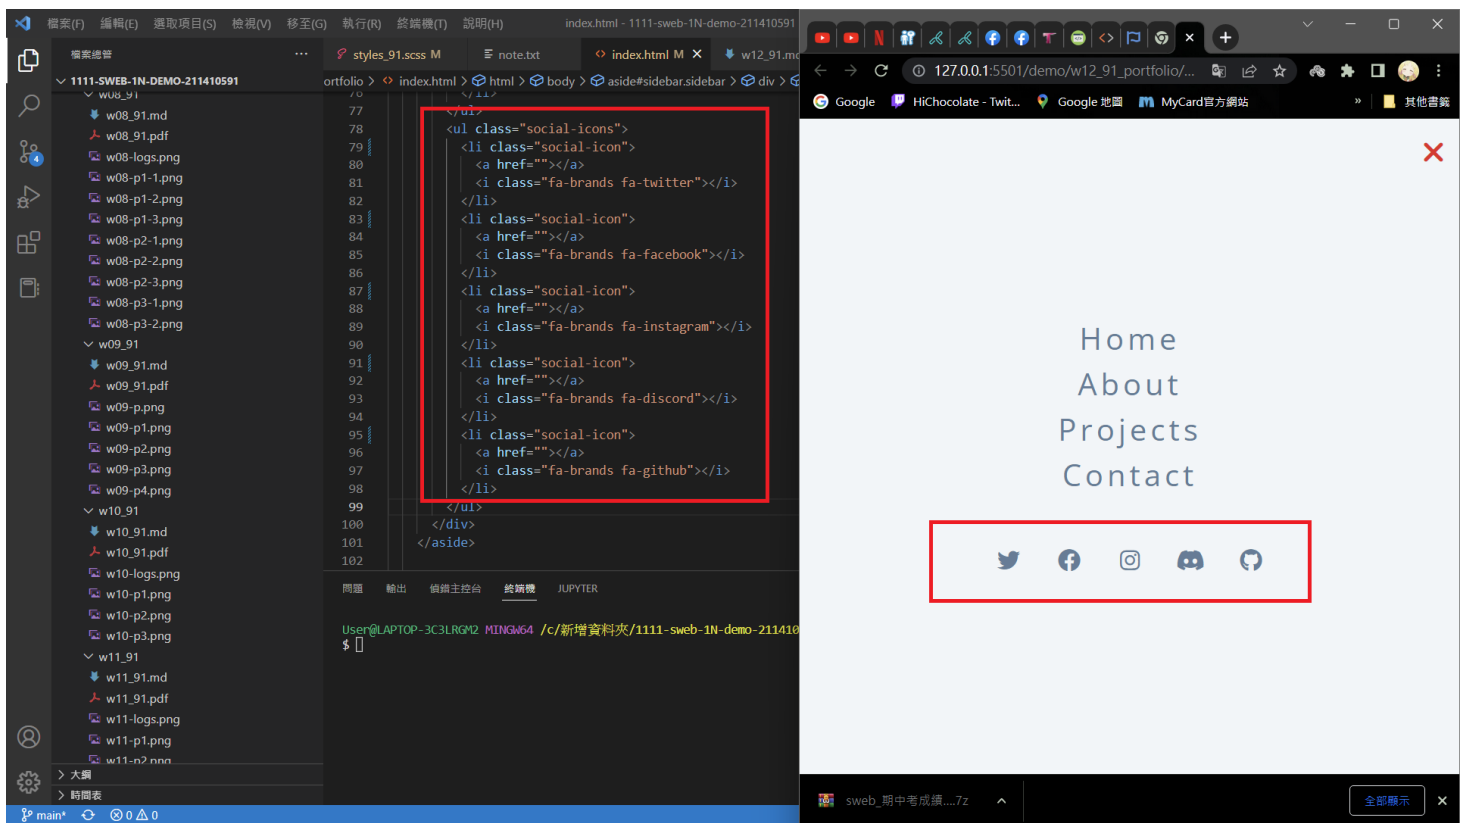 檔案(F) 編輯(E) 選取項目(S) 檢視(V) 移至(G) 執行(R) 終端機(T) 說明(H) index.html - 1111-sweb-1N-demo-211410591
檔案總管
styles_91.scss M
note.txt
index.html M
w12_91.md
1111-SWEB-1N-DEMO-211410591
ortfolio > index.html > html > body > aside#sidebar.sidebar > div >
w08_91
w08_91.md
w08_91.pdf
w08-logs.png
w08-p1-1.png
w08-p1-2.png
w08-p1-3.png
w08-p2-1.png
w08-p2-2.png
w08-p2-3.png
w08-p3-1.png
w08-p3-2.png
w09_91
w09_91.md
w09_91.pdf
w09-p.png
w09-p1.png
w09-p2.png
w09-p3.png
w09-p4.png
w10_91
w10_91.md
w10_91.pdf
w10-logs.png
w10-p1.png
w10-p2.png
w10-p3.png
w11_91
w11_91.md
w11_91.pdf
w11-logs.png
w11-p1.png
w11-p2.png
大綱
時間表
76 </li>
77 </ul>
78 <ul class="social-icons">
79 <li class="social-icon">
80 <a href=""></a>
81 <i class="fa-brands fa-twitter"></i>
82 </li>
83 <li class="social-icon">
84 <a href=""></a>
85 <i class="fa-brands fa-facebook"></i>
86 </li>
87 <li class="social-icon">
88 <a href=""></a>
89 <i class="fa-brands fa-instagram"></i>
90 </li>
91 <li class="social-icon">
92 <a href=""></a>
93 <i class="fa-brands fa-discord"></i>
94 </li>
95 <li class="social-icon">
96 <a href=""></a>
97 <i class="fa-brands fa-github"></i>
98 </li>
99 </ul>
100 </div>
101 </aside>
102
問題 輸出 偵錯主控台 終端機 JUPYTER
User@LAPTOP-3C3LRGM2 MINGW64 /c/新增資料夾/1111-sweb-1N-demo-211410
$
4
main* 0 0
127.0.0.1:5501/demo/w12_91_portfolio/...
Google HiChocolate - Twit... Google 地圖 MyCard官方網站 » 其他書籤
Home
About
Projects
Contact
sweb_期中考成績....7z
全部顯示